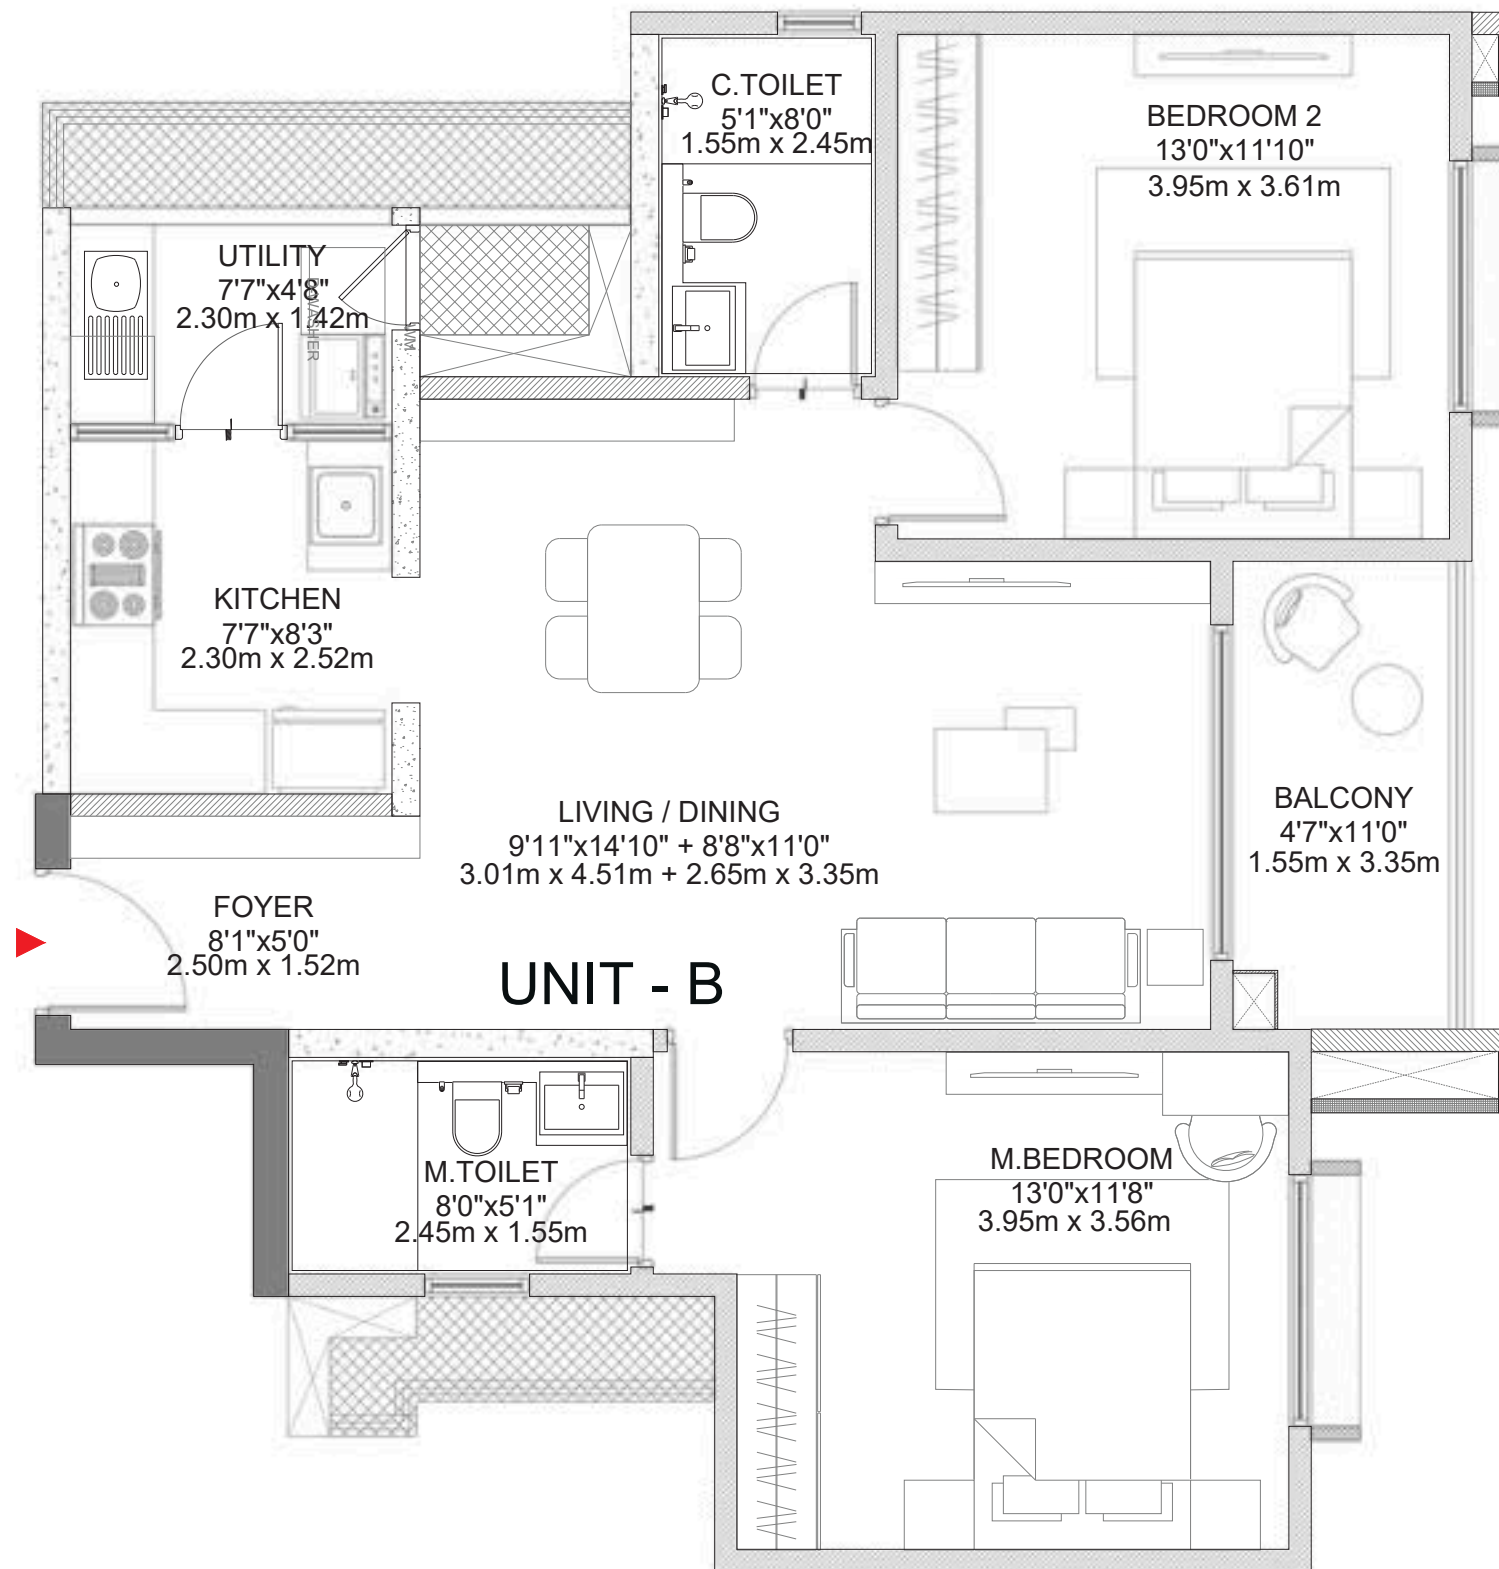 C.TOILET
5'1"x8'0"
1.55m x 2.45m
BEDROOM 2
13'0"x11'10"
3.95m x 3.61m
UTILITY
7'7"x4'8"
2.30m x 1.42m
KITCHEN
7'7"x8'3"
2.30m x 2.52m
LIVING / DINING
9'11"x14'10" + 8'8"x11'0"
3.01m x 4.51m + 2.65m x 3.35m
BALCONY
4'7"x11'0"
1.55m x 3.35m
FOYER
8'1"x5'0"
2.50m x 1.52m
UNIT - B
M.TOILET
8'0"x5'1"
2.45m x 1.55m
M.BEDROOM
13'0"x11'8"
3.95m x 3.56m